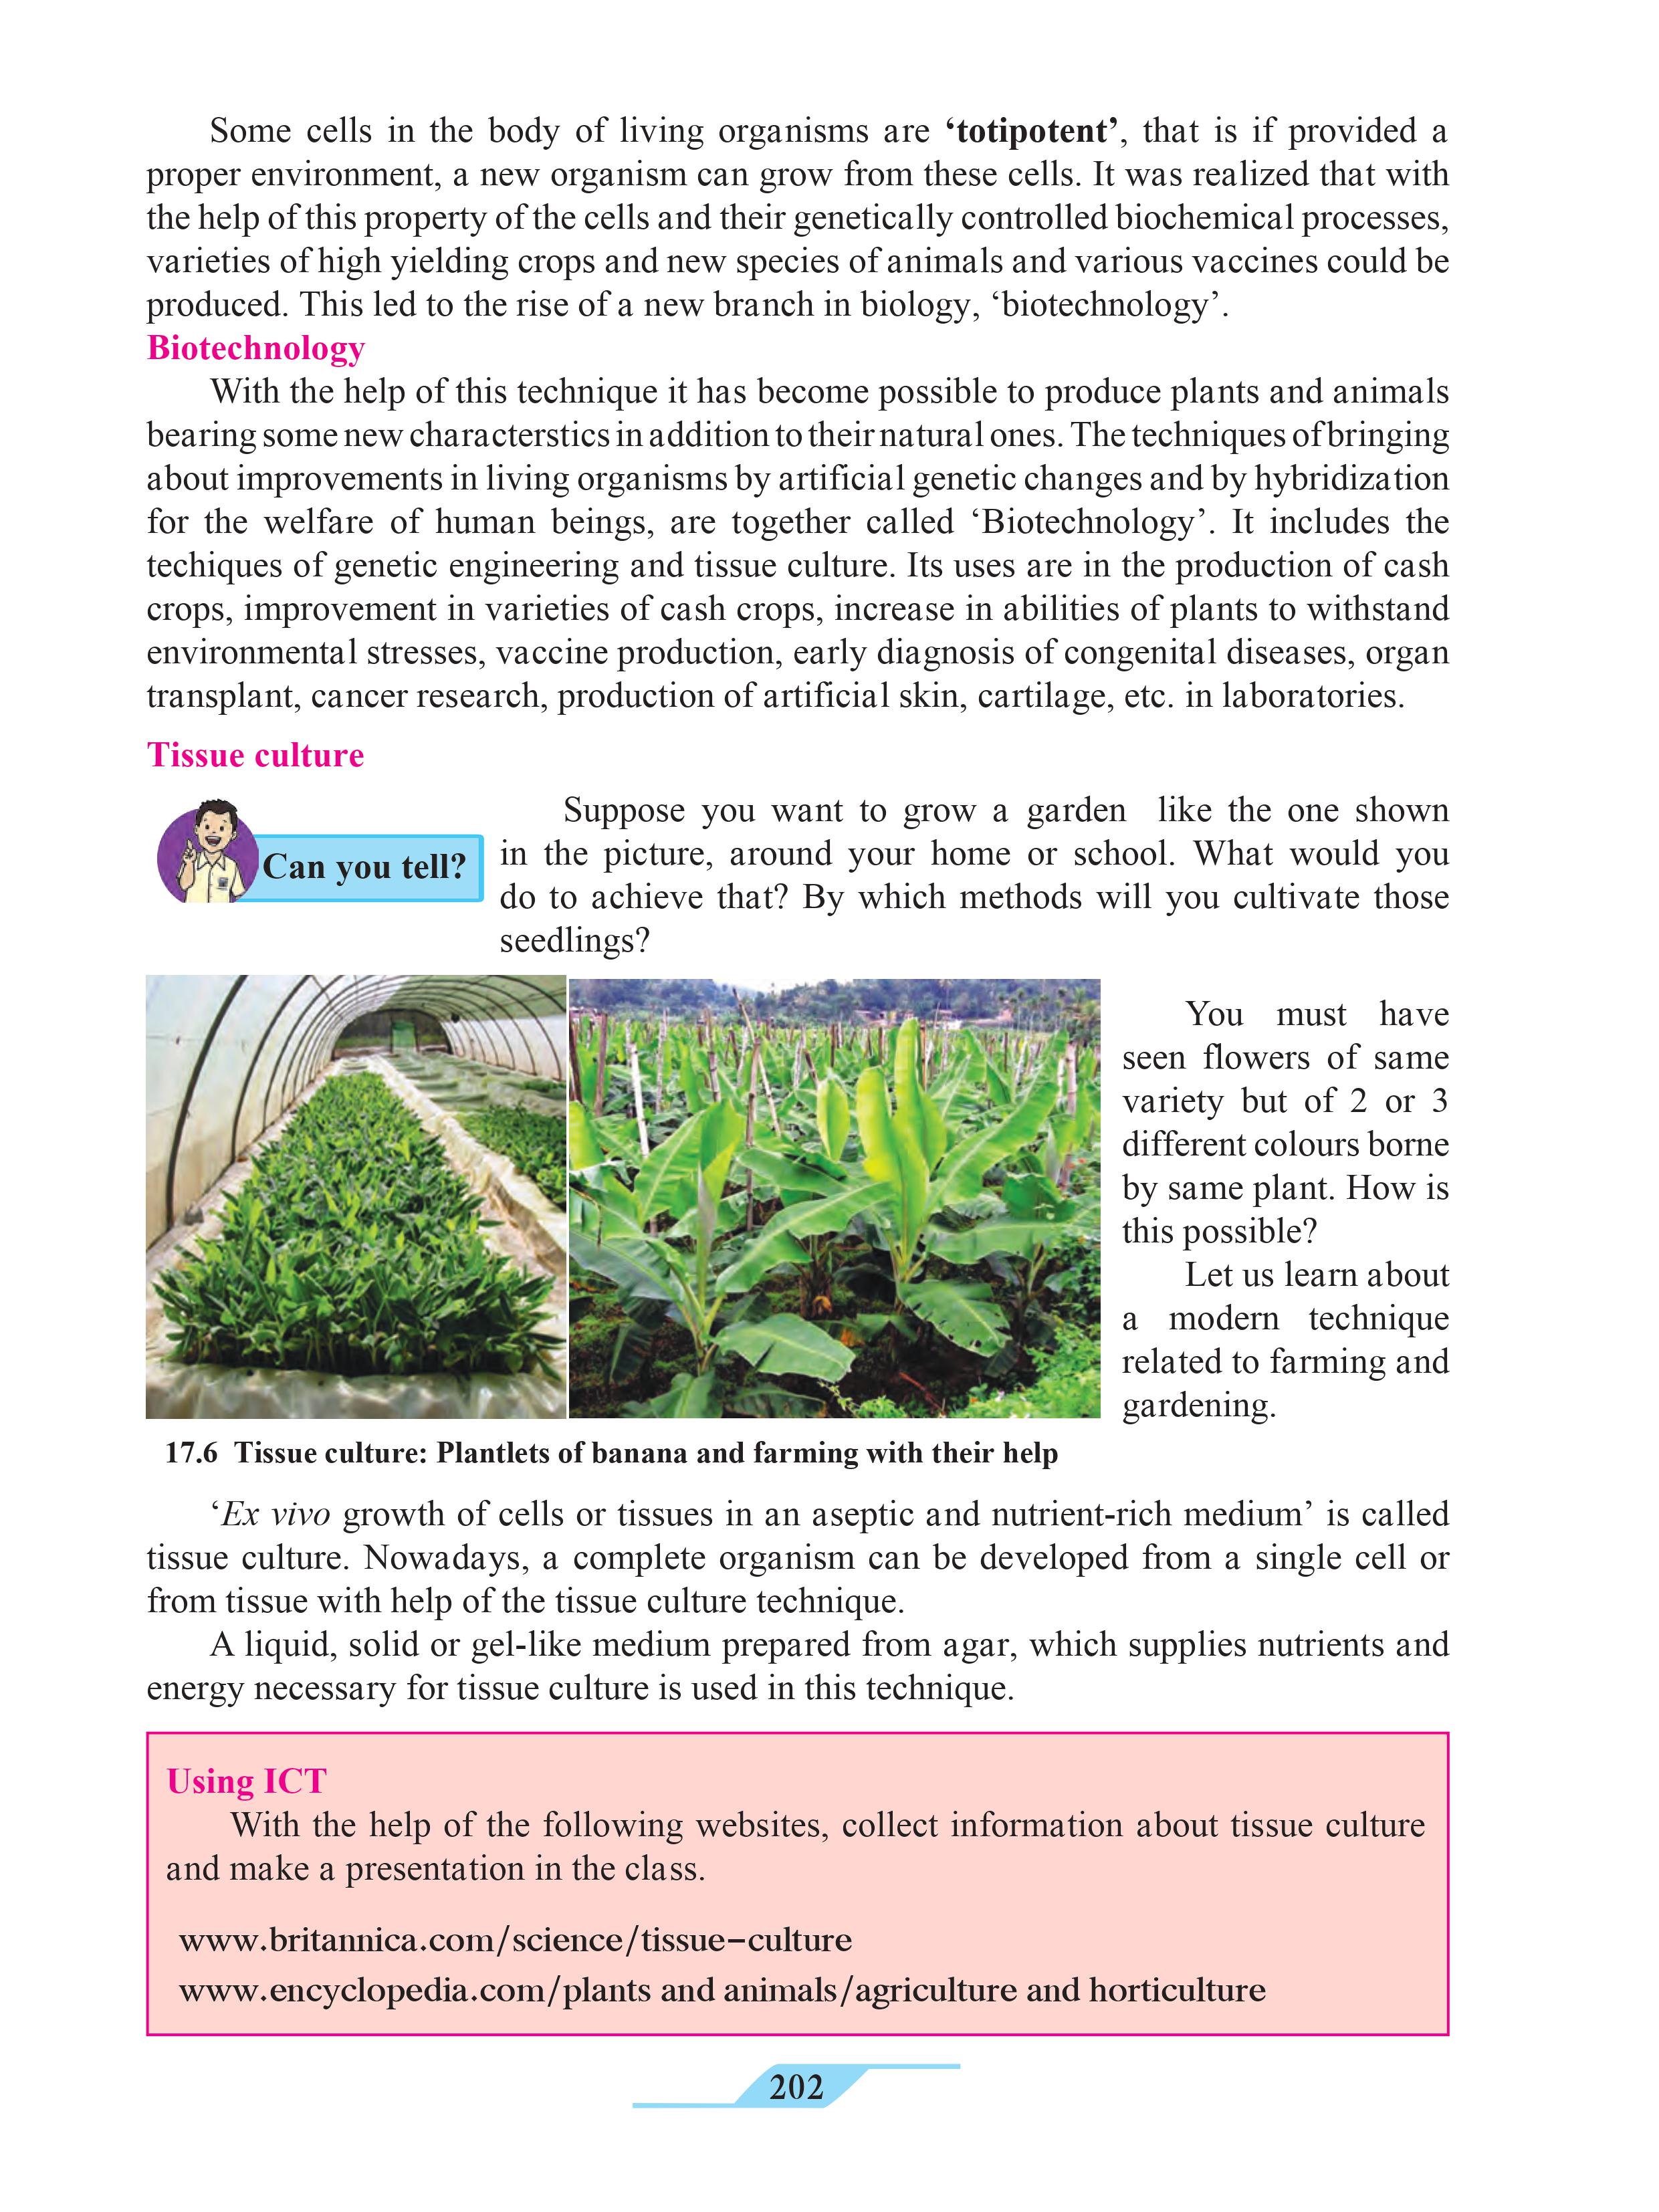 Some cells in the body of living organisms are ‘totipotent’, that is if provided a
proper environment, a new organism can grow from these cells. It was realized that with
the help of this property of the cells and their genetically controlled biochemical processes,
varieties of high yielding crops and new species of animals and various vaccines could be
produced. This led to the rise of a new branch in biology, ‘biotechnology’.
Biotechnology
With the help of this technique it has become possible to produce plants and animals
bearing some new characterstics in addition to their natural ones. The techniques of bringing
about improvements in living organisms by artificial genetic changes and by hybridization
for the welfare of human beings, are together called ‘Biotechnology’. It includes the
techiques of genetic engineering and tissue culture. Its uses are in the production of cash
crops, improvement in varieties of cash crops, increase in abilities of plants to withstand
environmental stresses, vaccine production, early diagnosis of congenital diseases, organ
transplant, cancer research, production of artificial skin, cartilage, etc. in laboratories.
Tissue culture
Can you tell?
Suppose you want to grow a garden like the one shown
in the picture, around your home or school. What would you
do to achieve that? By which methods will you cultivate those
seedlings?
You must have
seen flowers of same
variety but of 2 or 3
different colours borne
by same plant. How is
this possible?
Let us learn about
a modern technique
related to farming and
gardening.
17.6 Tissue culture: Plantlets of banana and farming with their help
‘Ex vivo growth of cells or tissues in an aseptic and nutrient-rich medium’ is called
tissue culture. Nowadays, a complete organism can be developed from a single cell or
from tissue with help of the tissue culture technique.
A liquid, solid or gel-like medium prepared from agar, which supplies nutrients and
energy necessary for tissue culture is used in this technique.
Using ICT
With the help of the following websites, collect information about tissue culture
and make a presentation in the class.
www.britannica.com/science/tissue-culture
www.encyclopedia.com/plants and animals/agriculture and horticulture
202